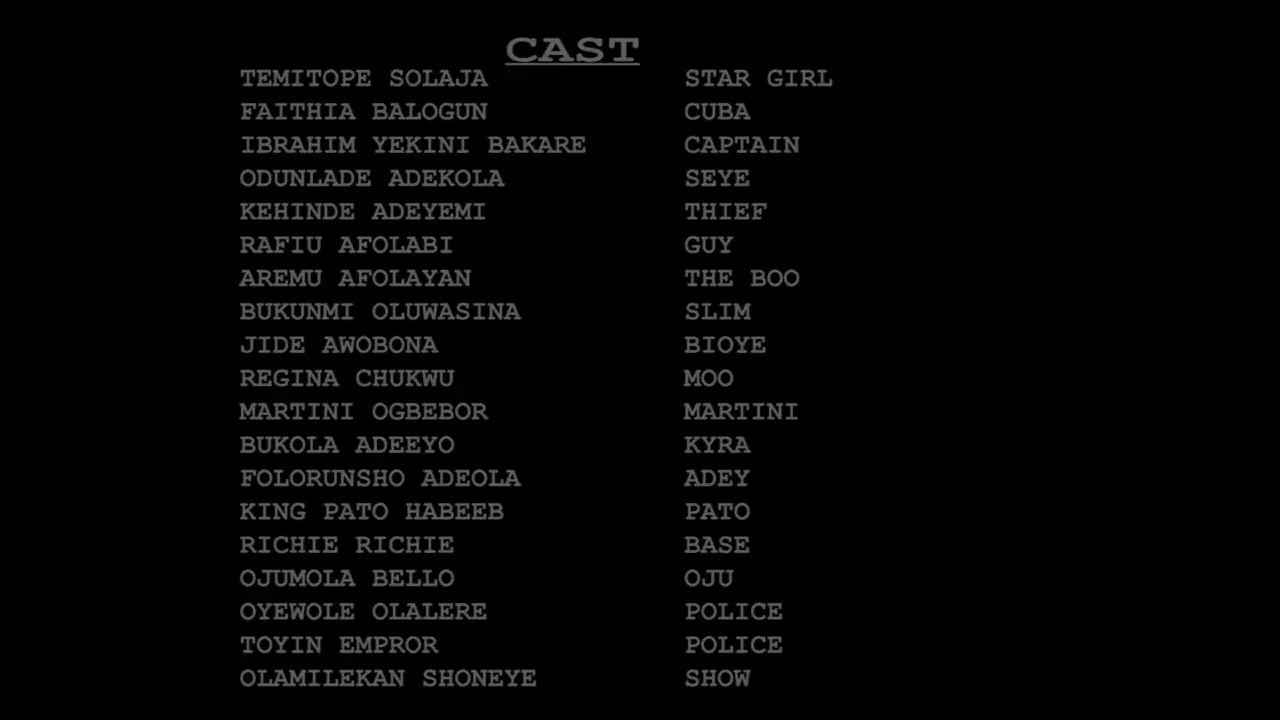 CAST
TEMITOPE SOLAJA STAR GIRL
FAITHIA BALOGUN CUBA
IBRAHIM YEKINI BAKARE CAPTAIN
ODUNLADE ADEKOLA SEYE
KEHINDE ADEYEMI THIEF
RAFIU AFOLABI GUY
AREMU AFOLAYAN THE BOO
BUKUNMI OLUWASINA SLIM
JIDE AWOBONA BIOYE
REGINA CHUKWU MOO
MARTINI OGBEBOR MARTINI
BUKOLA ADEEYO KYRA
FOLORUNSHO ADEOLA ADEY
KING PATO HABEEB PATO
RICHIE RICHIE BASE
OJUMOLA BELLO OJU
OYEWOLE OLALERE POLICE
TOYIN EMPROR POLICE
OLAMILEKAN SHONEYE SHOW